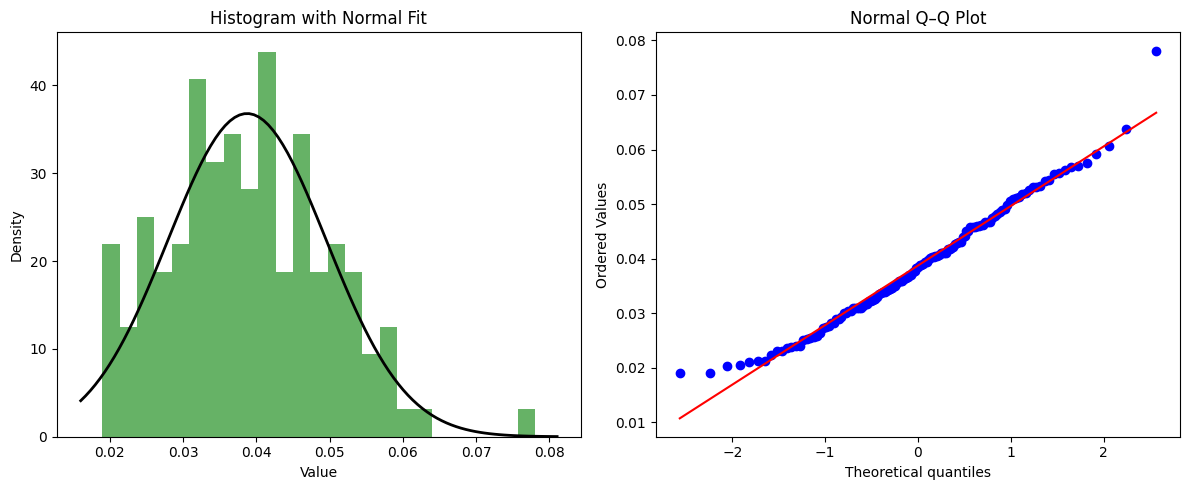 Histogram with Normal Fit
Density
40
30
20
10
0
0.02 0.03 0.04 0.05 0.06 0.07 0.08
Value
Normal Q–Q Plot
Ordered Values
0.08
0.07
0.06
0.05
0.04
0.03
0.02
0.01
−2 −1 0 1 2
Theoretical quantiles